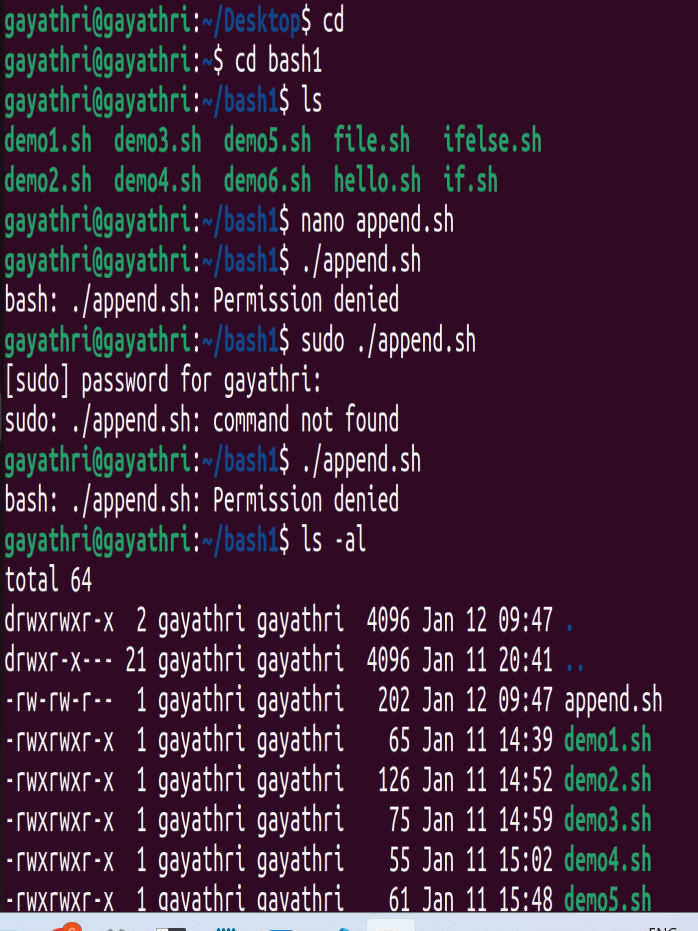 gayathri@gayathri:~/Desktop$ cd
gayathri@gayathri:~$ cd bash1
gayathri@gayathri:~/bash1$ ls
demo1.sh demo3.sh demo5.sh file.sh ifelse.sh
demo2.sh demo4.sh demo6.sh hello.sh if.sh
gayathri@gayathri:~/bash1$ nano append.sh
gayathri@gayathri:~/bash1$ ./append.sh
bash: ./append.sh: Permission denied
gayathri@gayathri:~/bash1$ sudo ./append.sh
[sudo] password for gayathri:
sudo: ./append.sh: command not found
gayathri@gayathri:~/bash1$ ./append.sh
bash: ./append.sh: Permission denied
gayathri@gayathri:~/bash1$ ls -al
total 64
drwxrwxr-x 2 gayathri gayathri 4096 Jan 12 09:47 .
drwxr-x--- 21 gayathri gayathri 4096 Jan 11 20:41 ..
-rw-rw-r-- 1 gayathri gayathri 202 Jan 12 09:47 append.sh
-rwxrwxr-x 1 gayathri gayathri 65 Jan 11 14:39 demo1.sh
-rwxrwxr-x 1 gayathri gayathri 126 Jan 11 14:52 demo2.sh
-rwxrwxr-x 1 gayathri gayathri 75 Jan 11 14:59 demo3.sh
-rwxrwxr-x 1 gayathri gayathri 55 Jan 11 15:02 demo4.sh
-rwxrwxr-x 1 gayathri gayathri 61 Jan 11 15:48 demo5.sh